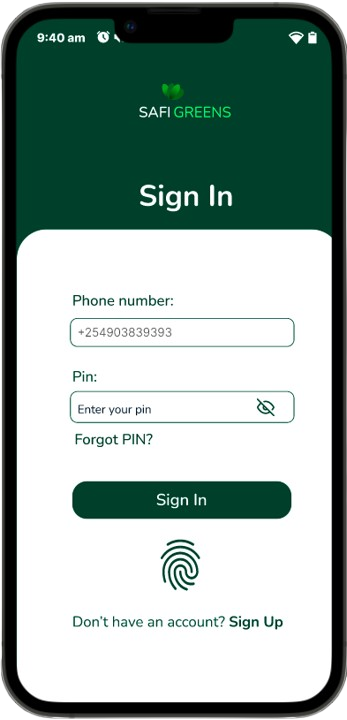 9:40 am
SAFI GREENS
Sign In
Phone number:
+254903839393
Pin:
Enter your pin
Forgot PIN?
Sign In
Don't have an account? Sign Up